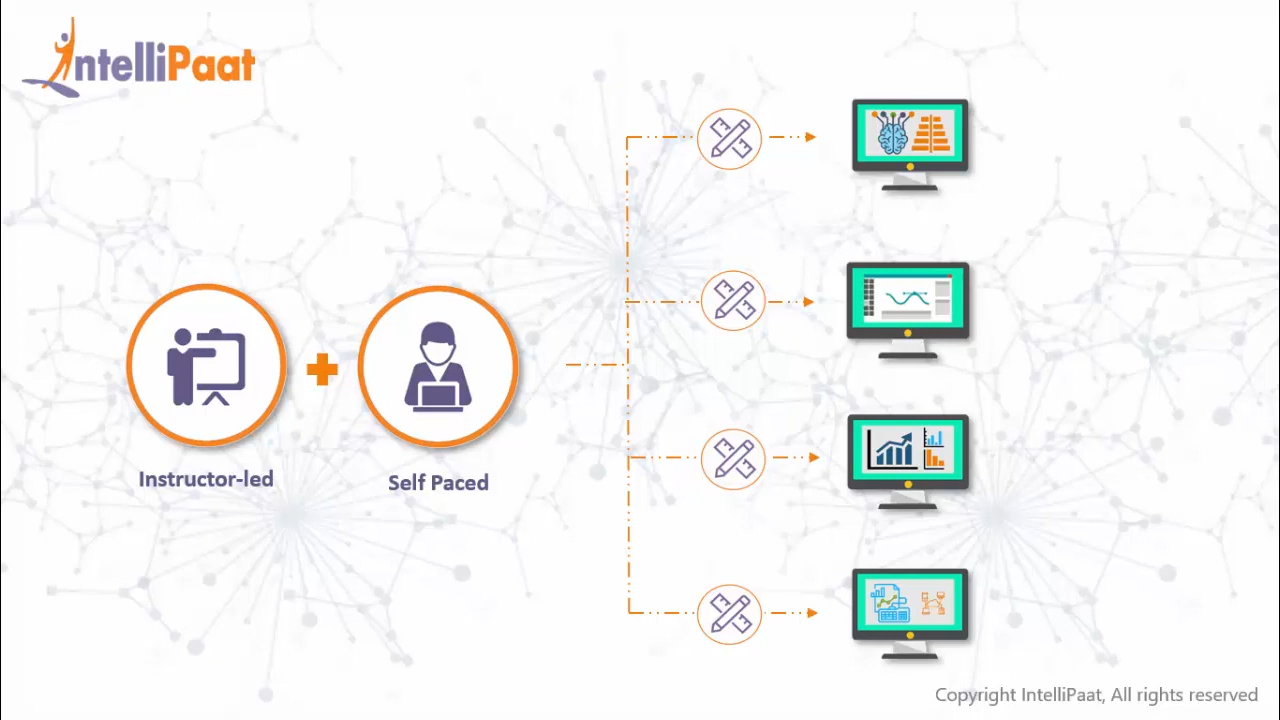 IntelliPaat
Instructor-led
Self Paced
Copyright IntelliPaat, All rights reserved